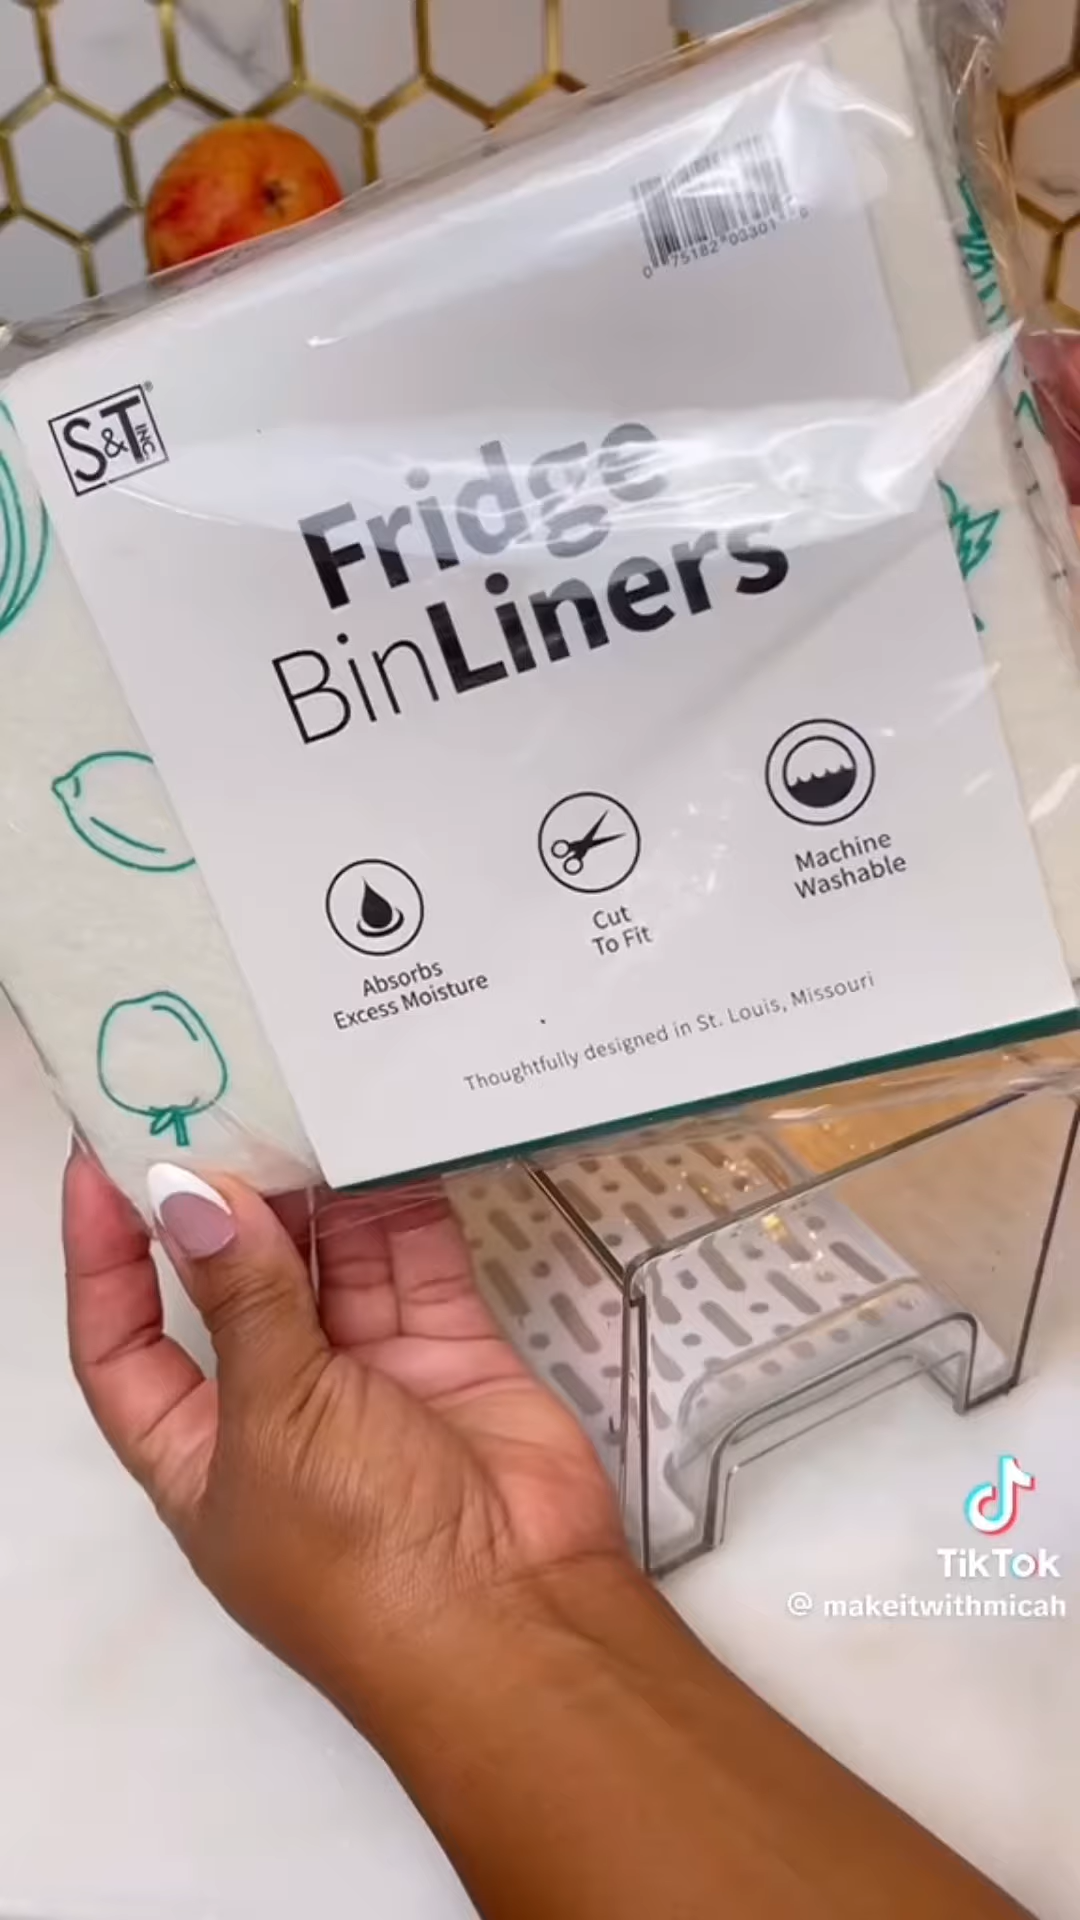 S&T INC.®
Fridge
BinLiners
Absorbs
Excess Moisture
Cut
To Fit
Machine
Washable
Thoughtfully designed in St. Louis, Missouri
TikTok
@ makeitwithmicah